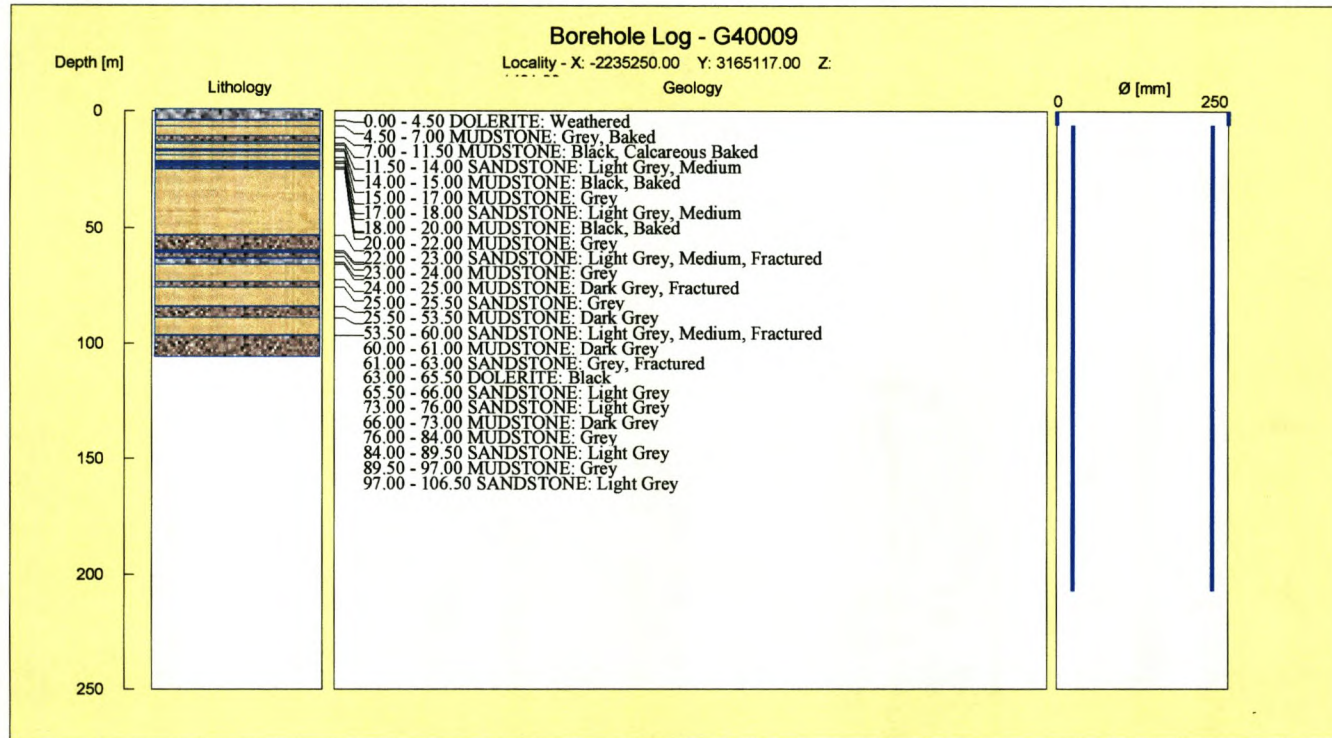 Borehole Log - G40009
Depth [m]
Locality - X: -2235250.00 Y: 3165117.00 Z:
Lithology
Geology
Ø [mm]
0 250
0
50
100
150
200
250
0.00 - 4.50 DOLERITE: Weathered
4.50 - 7.00 MUDSTONE: Grey, Baked
7.00 - 11.50 MUDSTONE: Black, Calcareous Baked
11.50 - 14.00 SANDSTONE: Light Grey, Medium
14.00 - 15.00 MUDSTONE: Black, Baked
15.00 - 17.00 MUDSTONE: Grey
17.00 - 18.00 SANDSTONE: Light Grey, Medium
18.00 - 20.00 MUDSTONE: Black, Baked
20.00 - 22.00 MUDSTONE: Grey
22.00 - 23.00 SANDSTONE: Light Grey, Medium, Fractured
23.00 - 24.00 MUDSTONE: Grey
24.00 - 25.00 MUDSTONE: Dark Grey, Fractured
25.00 - 25.50 SANDSTONE: Grey
25.50 - 53.50 MUDSTONE: Dark Grey
53.50 - 60.00 SANDSTONE: Light Grey, Medium, Fractured
60.00 - 61.00 MUDSTONE: Dark Grey
61.00 - 63.00 SANDSTONE: Grey, Fractured
63.00 - 65.50 DOLERITE: Black
65.50 - 66.00 SANDSTONE: Light Grey
73.00 - 76.00 SANDSTONE: Light Grey
66.00 - 73.00 MUDSTONE: Dark Grey
76.00 - 84.00 MUDSTONE: Grey
84.00 - 89.50 SANDSTONE: Light Grey
89.50 - 97.00 MUDSTONE: Grey
97.00 - 106.50 SANDSTONE: Light Grey